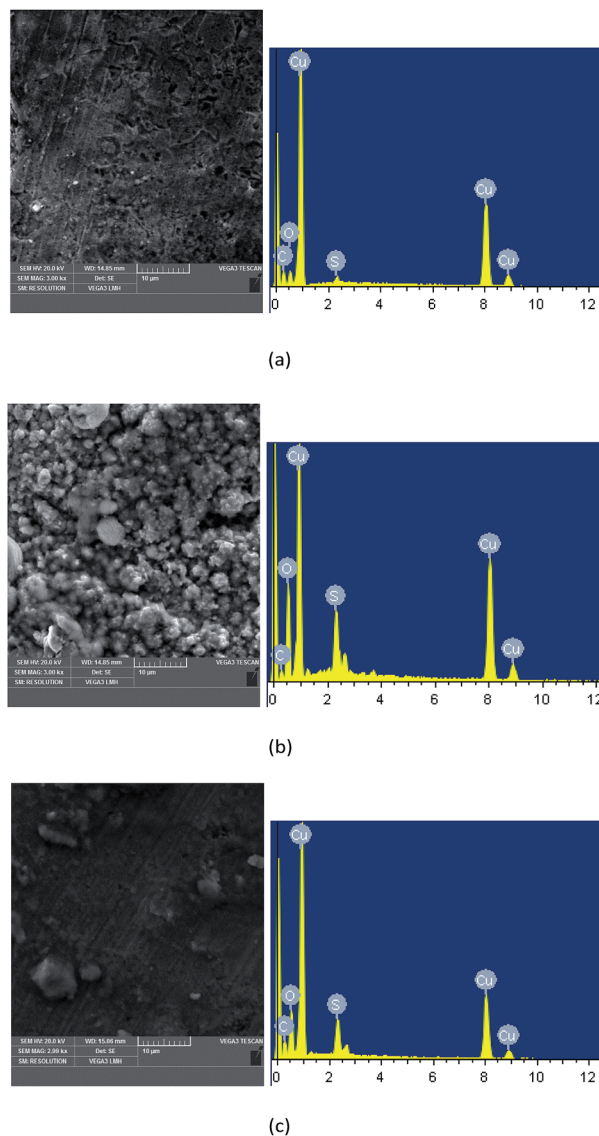 Cu
O
C
S
Cu
Cu
SEM HV: 20.0 kV WD: 14.85 mm VEGA3 TESCAN
SEM MAG: 3.00 kx Det: SE 10 µm
SM: RESOLUTION VEGA3 LMH
0 2 4 6 8 10 12
(a)
Cu
O
C
S
Cu
Cu
SEM HV: 20.0 kV WD: 14.85 mm VEGA3 TESCAN
SEM MAG: 3.00 kx Det: SE 10 µm
SM: RESOLUTION VEGA3 LMH
0 2 4 6 8 10 12
(b)
Cu
O
C
S
Cu
Cu
SEM HV: 20.0 kV WD: 15.06 mm VEGA3 TESCAN
SEM MAG: 2.99 kx Det: SE 10 µm
SM: RESOLUTION VEGA3 LMH
0 2 4 6 8 10 12
(c)